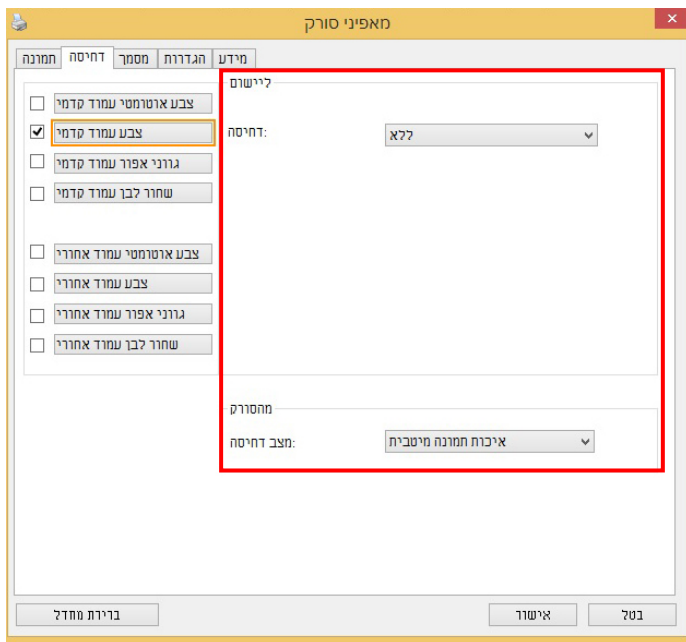 מאפיני סורק
תמונה דחיסה מסמך הגדרות מידע
צבע אוטומטי עמוד קדמי
צבע עמוד קדמי
גווני אפור עמוד קדמי
שחור לבן עמוד קדמי
צבע אוטומטי עמוד אחורי
צבע עמוד אחורי
גווני אפור עמוד אחורי
שחור לבן עמוד אחורי
ליישום
דחיסה:
ללא
מהסורק
מצב דחיסה:
איכות תמונה מיטבית
ברירת מחדל
אישור
בטל